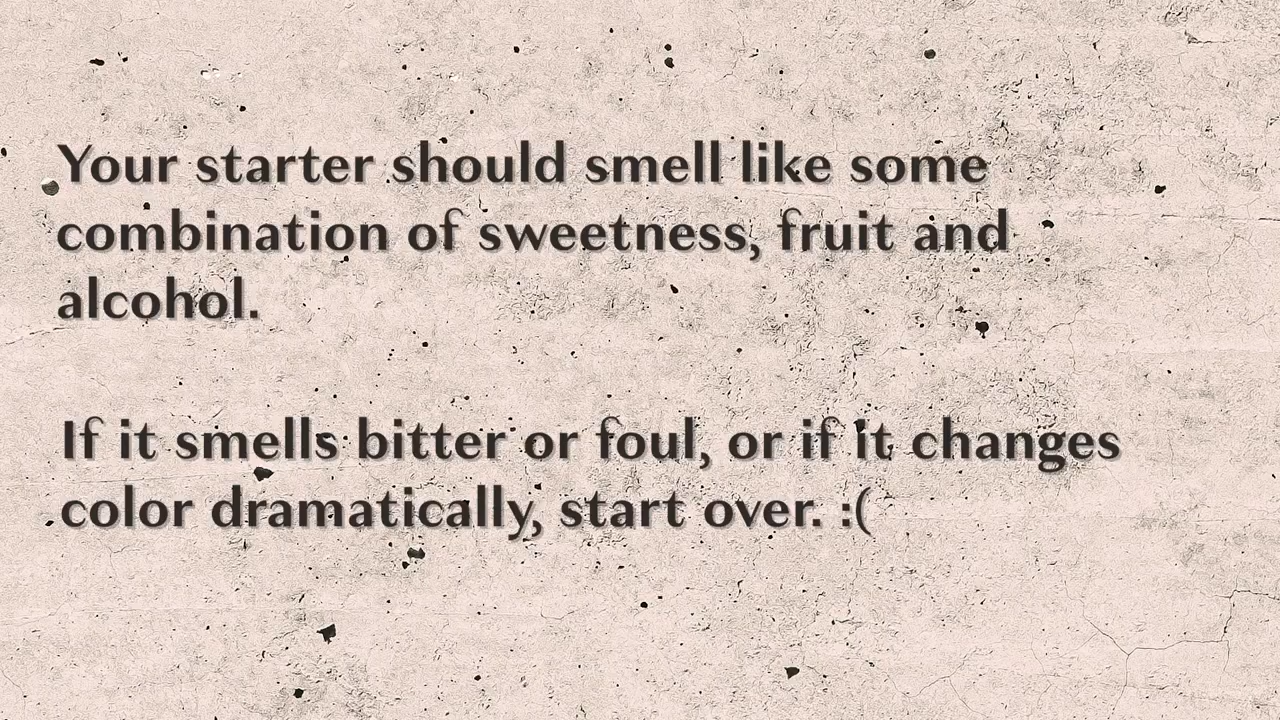 Your starter should smell like some
combination of sweetness, fruit and
alcohol.
If it smells bitter or foul, or if it changes
color dramatically, start over. :(